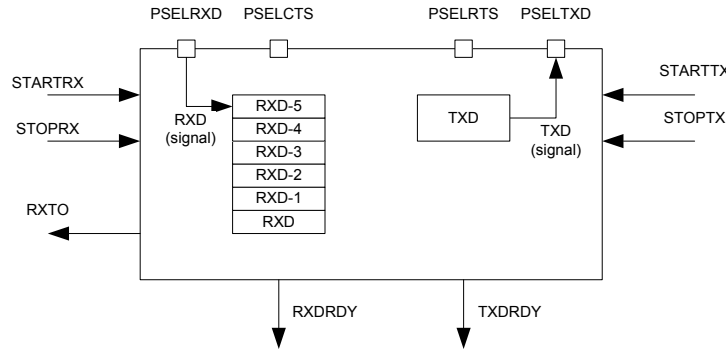 PSELRXD PSELCTS PSELRTS PSELTXD
STARTRX
STARTTX
RXD-5
RXD
(signal)
RXD-4
TXD
TXD
(signal)
STOPRX
STOPTX
RXD-3
RXD-2
RXD-1
RXTO
RXD
RXDRDY
TXDRDY